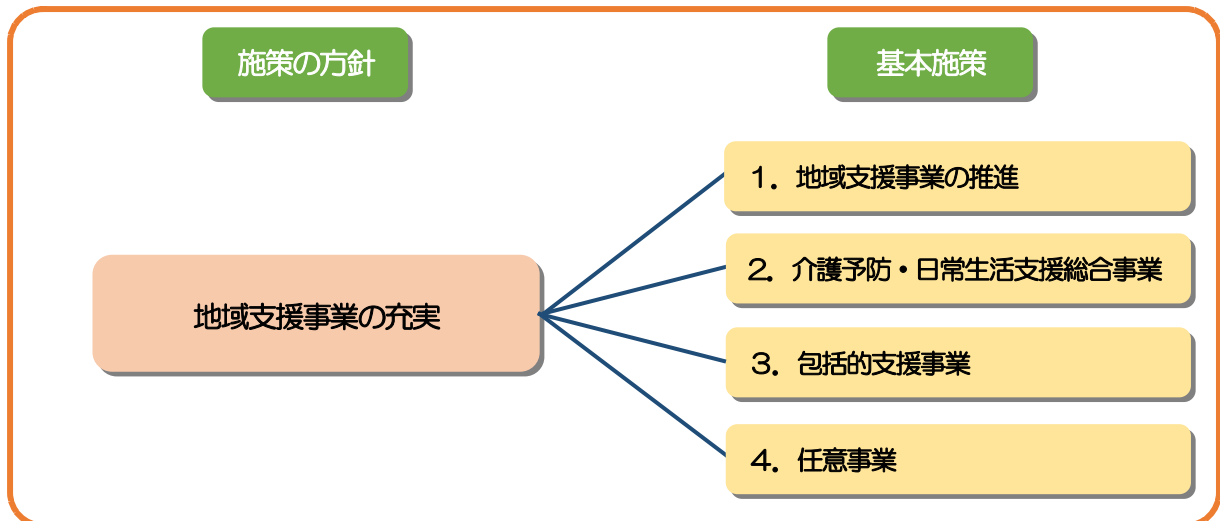 施策の方針
基本施策
１．地域支援事業の推進
２．介護予防・日常生活支援総合事業
地域支援事業の充実
３．包括的支援事業
４．任意事業